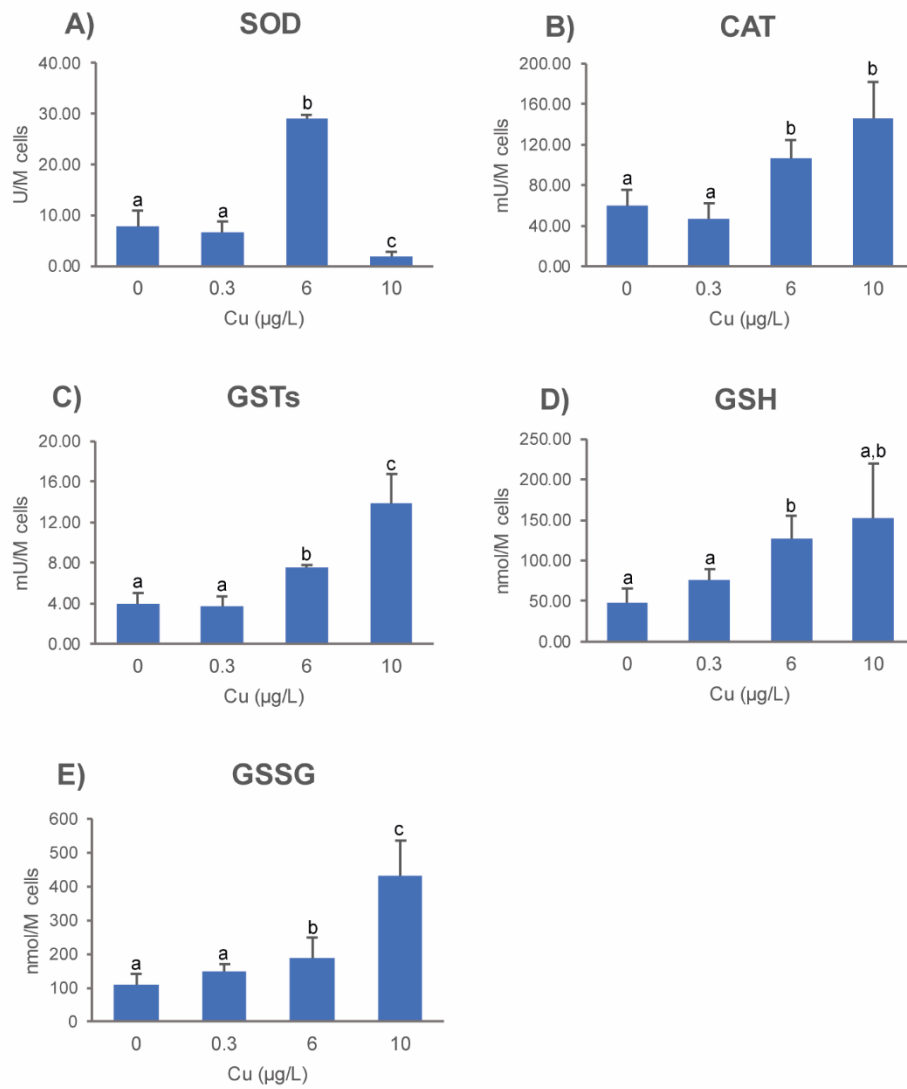 A) SOD
40.00
30.00
20.00
10.00
0.00
U/M cells
a a b c
0 0.3 6 10
Cu (µg/L)
B) CAT
200.00
160.00
120.00
80.00
40.00
0.00
mU/M cells
a a b b
0 0.3 6 10
Cu (µg/L)
C) GSTs
20.00
16.00
12.00
8.00
4.00
0.00
mU/M cells
a a b c
0 0.3 6 10
Cu (µg/L)
D) GSH
250.00
200.00
150.00
100.00
50.00
0.00
nmol/M cells
a a b a,b
0 0.3 6 10
Cu (µg/L)
E) GSSG
600
500
400
300
200
100
0
nmol/M cells
a a b c
0 0.3 6 10
Cu (µg/L)